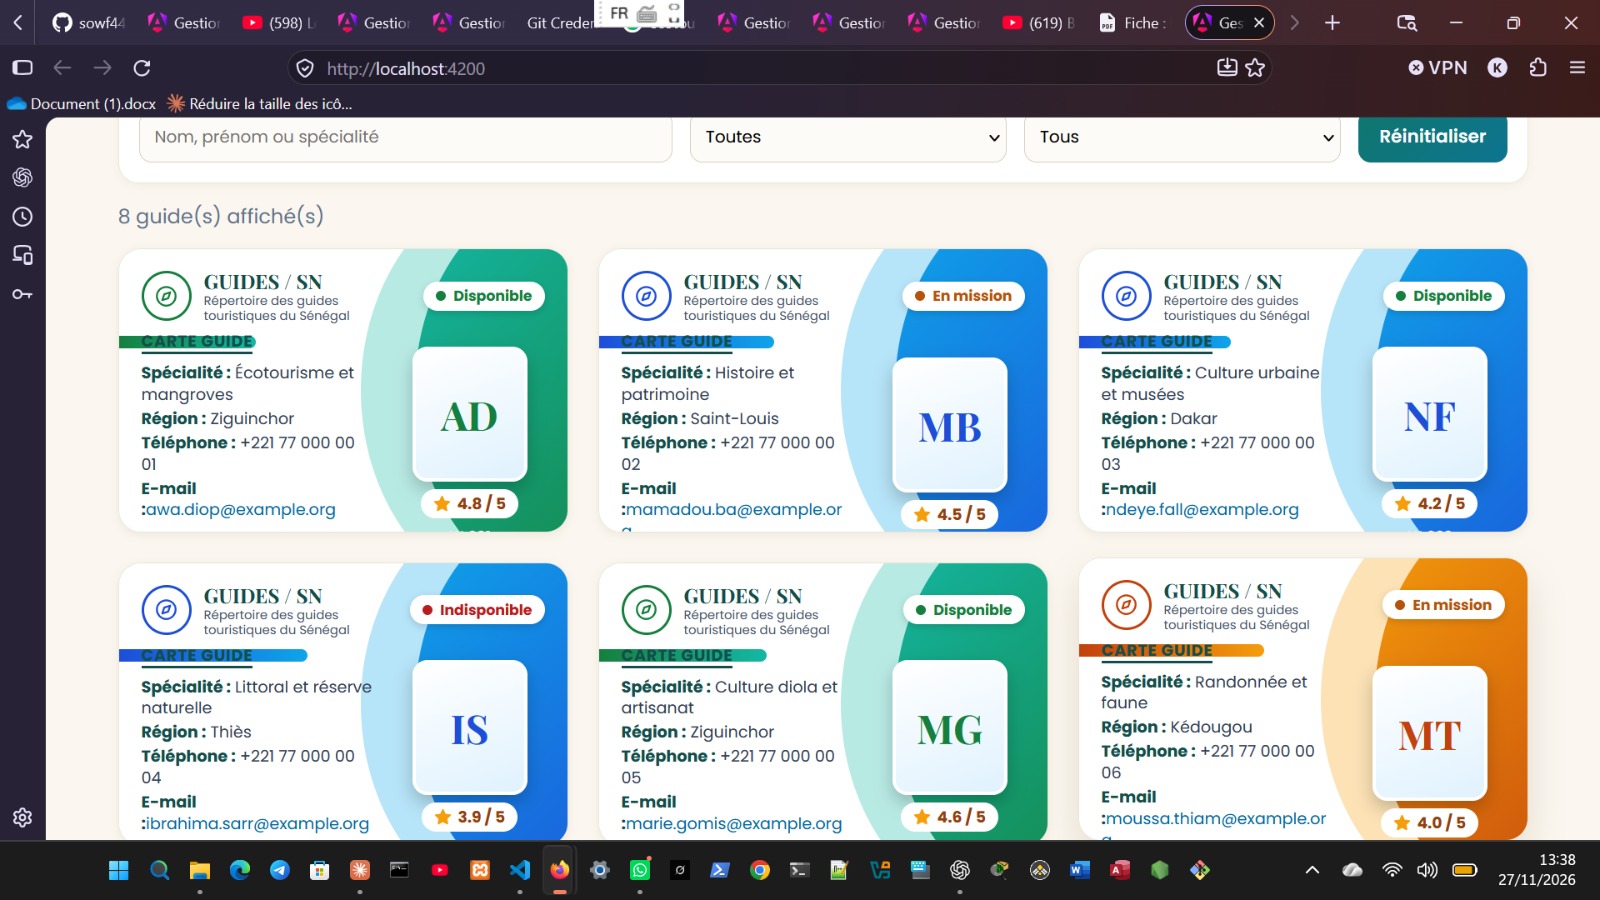 sowf44
Gestion
(598) L
Gestion
Gestion
Git Creden
FR
Gestion
Gestion
Gestion
(619) B
Fiche :
Ges
http://localhost:4200
VPN
K
Document (1).docx
Réduire la taille des icô...
Nom, prénom ou spécialité
Toutes
Tous
Réinitialiser
8 guide(s) affiché(s)
GUIDES / SN
Répertoire des guides
touristiques du Sénégal
Disponible
CARTE GUIDE
Spécialité : Écotourisme et
mangroves
Région : Ziguinchor
Téléphone : +221 77 000 00
01
E-mail
:awa.diop@example.org
AD
4.8 / 5
GUIDES / SN
Répertoire des guides
touristiques du Sénégal
En mission
CARTE GUIDE
Spécialité : Histoire et
patrimoine
Région : Saint-Louis
Téléphone : +221 77 000 00
02
E-mail
:mamadou.ba@example.or
g
MB
4.5 / 5
GUIDES / SN
Répertoire des guides
touristiques du Sénégal
Disponible
CARTE GUIDE
Spécialité : Culture urbaine
et musées
Région : Dakar
Téléphone : +221 77 000 00
03
E-mail
:ndeye.fall@example.org
NF
4.2 / 5
GUIDES / SN
Répertoire des guides
touristiques du Sénégal
Indisponible
CARTE GUIDE
Spécialité : Littoral et réserve
naturelle
Région : Thiès
Téléphone : +221 77 000 00
04
E-mail
:ibrahima.sarr@example.org
IS
3.9 / 5
GUIDES / SN
Répertoire des guides
touristiques du Sénégal
Disponible
CARTE GUIDE
Spécialité : Culture diola et
artisanat
Région : Ziguinchor
Téléphone : +221 77 000 00
05
E-mail
:marie.gomis@example.org
MG
4.6 / 5
GUIDES / SN
Répertoire des guides
touristiques du Sénégal
En mission
CARTE GUIDE
Spécialité : Randonnée et
faune
Région : Kédougou
Téléphone : +221 77 000 00
06
E-mail
:moussa.thiam@example.or
g
MT
4.0 / 5
13:38
27/11/2026